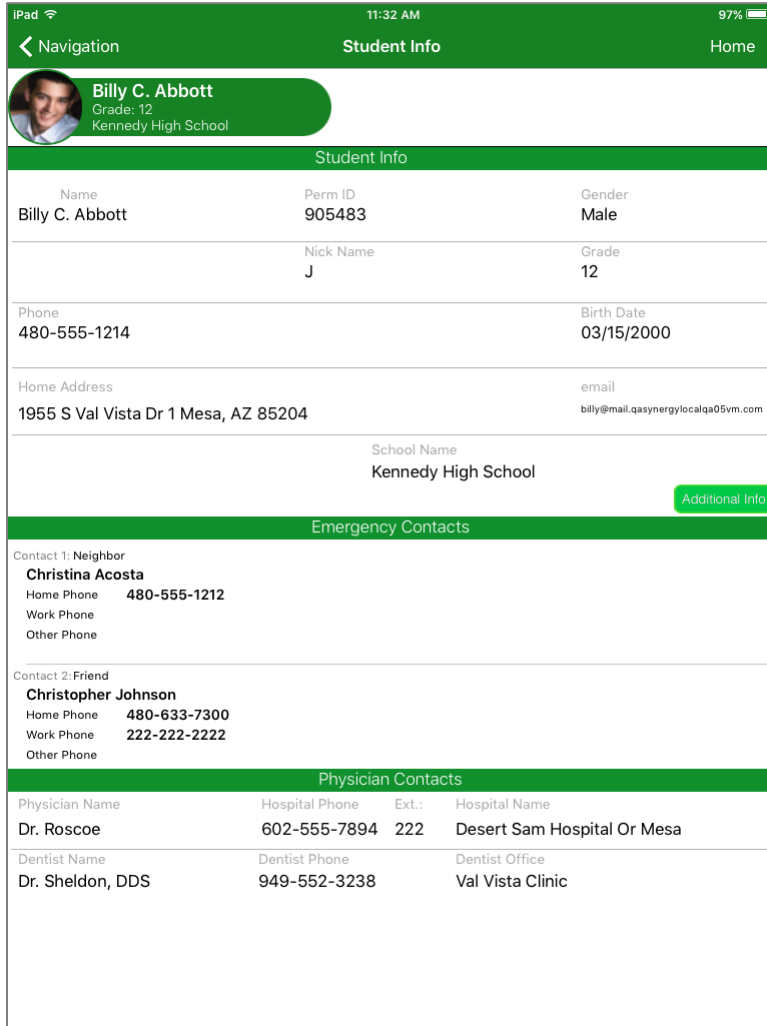 iPad 11:32 AM 97%
Navigation Student Info Home
Billy C. Abbott
Grade: 12
Kennedy High School
Student Info
Name Perm ID Gender
Billy C. Abbott 905483 Male
Nick Name Grade
J 12
Phone Birth Date
480-555-1214 03/15/2000
Home Address email
1955 S Val Vista Dr 1 Mesa, AZ 85204 billy@mail.qasynergylocalqa05vm.com
School Name
Kennedy High School
Additional Info
Emergency Contacts
Contact 1: Neighbor
Christina Acosta
Home Phone 480-555-1212
Work Phone
Other Phone
Contact 2: Friend
Christopher Johnson
Home Phone 480-633-7300
Work Phone 222-222-2222
Other Phone
Physician Contacts
Physician Name Hospital Phone Ext.: Hospital Name
Dr. Roscoe 602-555-7894 222 Desert Sam Hospital Or Mesa
Dentist Name Dentist Phone Dentist Office
Dr. Sheldon, DDS 949-552-3238 Val Vista Clinic